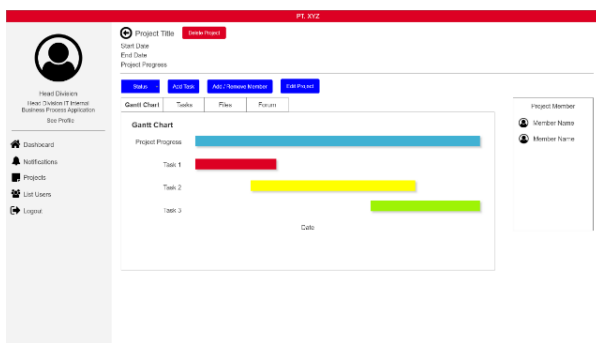 PT. XYZ
Project Title
Delete Project
Start Date
End Date
Project Progress
Status
Add Task
Add / Remove Member
Edit Project
Head Division
Head Division IT Internal
Business Process Application
See Profile
Dashboard
Notifications
Projects
List Users
Logout
Gantt Chart
Tasks
Files
Forum
Gantt Chart
Project Progress
Task 1
Task 2
Task 3
Date
Project Member
Member Name
Member Name